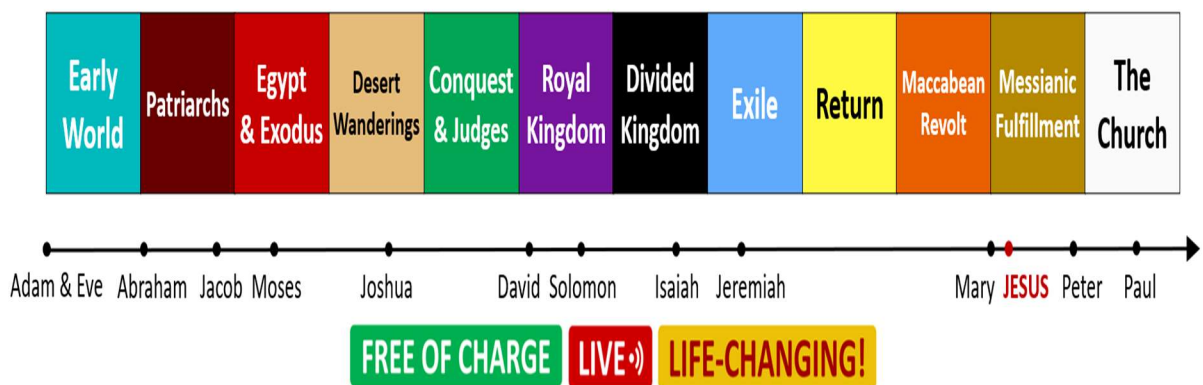 Early World
Patriarchs
Egypt & Exodus
Desert Wanderings
Conquest & Judges
Royal Kingdom
Divided Kingdom
Exile
Return
Maccabean Revolt
Messianic Fulfillment
The Church
Adam & Eve Abraham Jacob Moses Joshua David Solomon Isaiah Jeremiah Mary JESUS Peter Paul
FREE OF CHARGE LIVE LIFE-CHANGING!